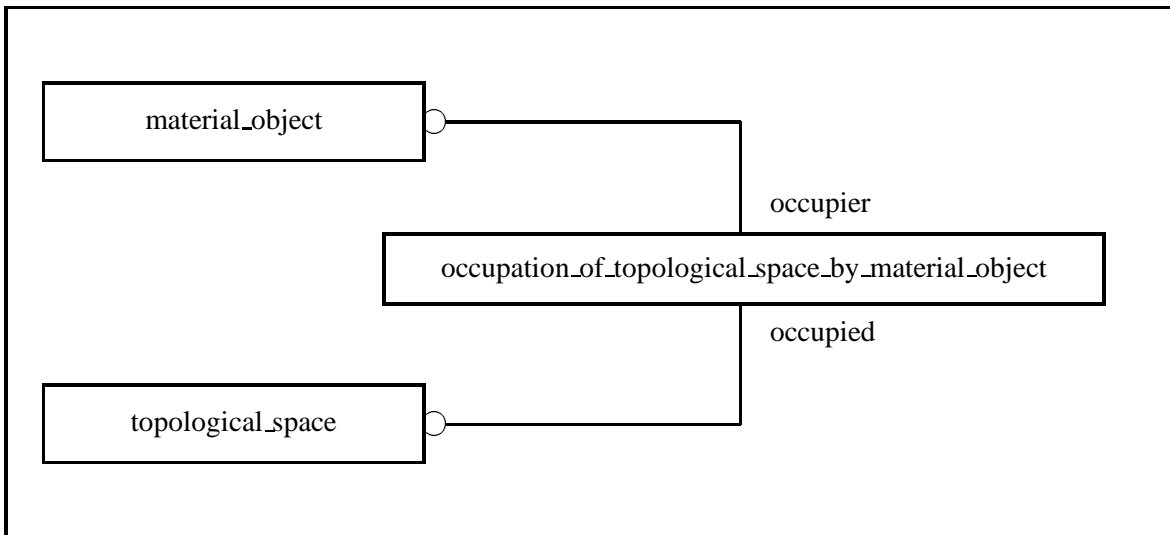 material_object
occupier
occupation_of_topological_space_by_material_object
occupied
topological_space